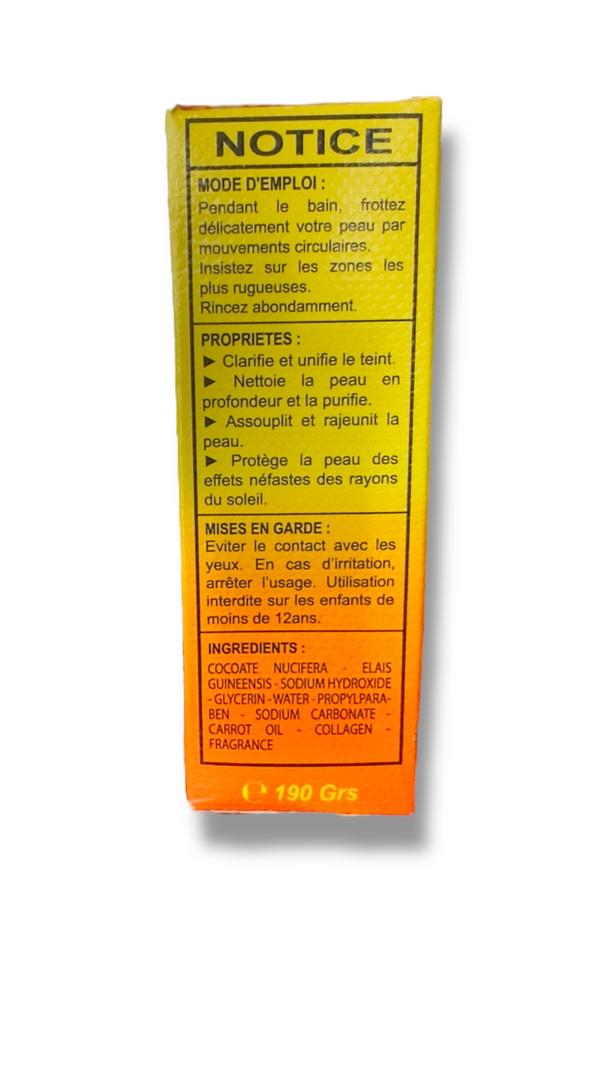 NOTICE
MODE D'EMPLOI :
Pendant le bain, frottez
délicatement votre peau par
mouvements circulaires.
Insistez sur les zones les
plus rugueuses.
Rincez abondamment.
PROPRIETES :
► Clarifie et unifie le teint.
► Nettoie la peau en
profondeur et la purifie.
► Assouplit et rajeunit la
peau.
► Protège la peau des
effets néfastes des rayons
du soleil.
MISES EN GARDE :
Eviter le contact avec les
yeux. En cas d'irritation,
arrêter l'usage. Utilisation
interdite sur les enfants de
moins de 12ans.
INGREDIENTS :
COCOATE NUCIFERA - ELAIS
GUINEENSIS - SODIUM HYDROXIDE
- GLYCERIN - WATER - PROPYLPARA-
BEN - SODIUM CARBONATE -
CARROT OIL - COLLAGEN -
FRAGRANCE
℮ 190 Grs